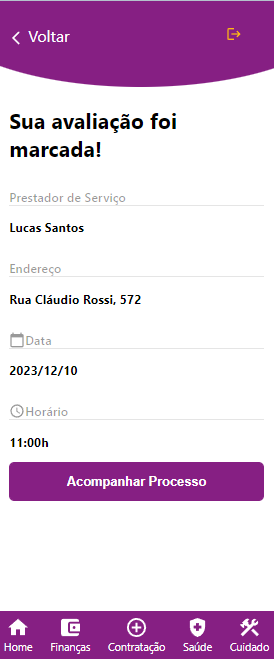 Voltar
Sua avaliação foi
marcada!
Prestador de Serviço
Lucas Santos
Endereço
Rua Cláudio Rossi, 572
Data
2023/12/10
Horário
11:00h
Acompanhar Processo
Home Finanças Contratação Saúde Cuidado